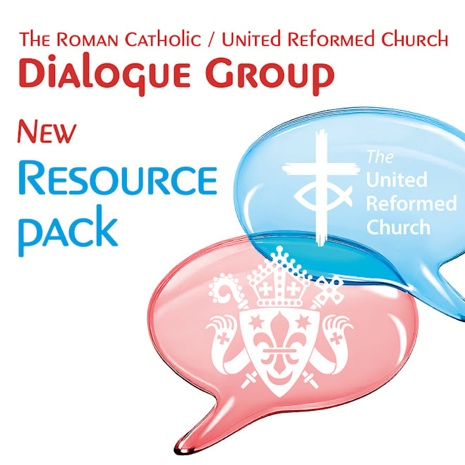 The Roman Catholic / United Reformed Church
Dialogue Group
New
Resource
pack
The
United
Reformed
Church